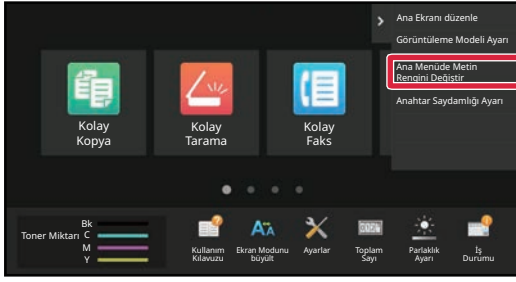 Ana Ekranı düzenle
Görüntüleme Modeli Ayarı
Ana Menüde Metin
Rengini Değiştir
Anahtar Saydamlığı Ayarı
Kolay
Kopya
Kolay
Tarama
Kolay
Faks
Toner Miktarı
Bk
C
M
Y
Kullanım
Kılavuzu
Ekran Modunu
büyült
Ayarlar
Toplam
Sayı
Parlaklık
Ayarı
İş
Durumu